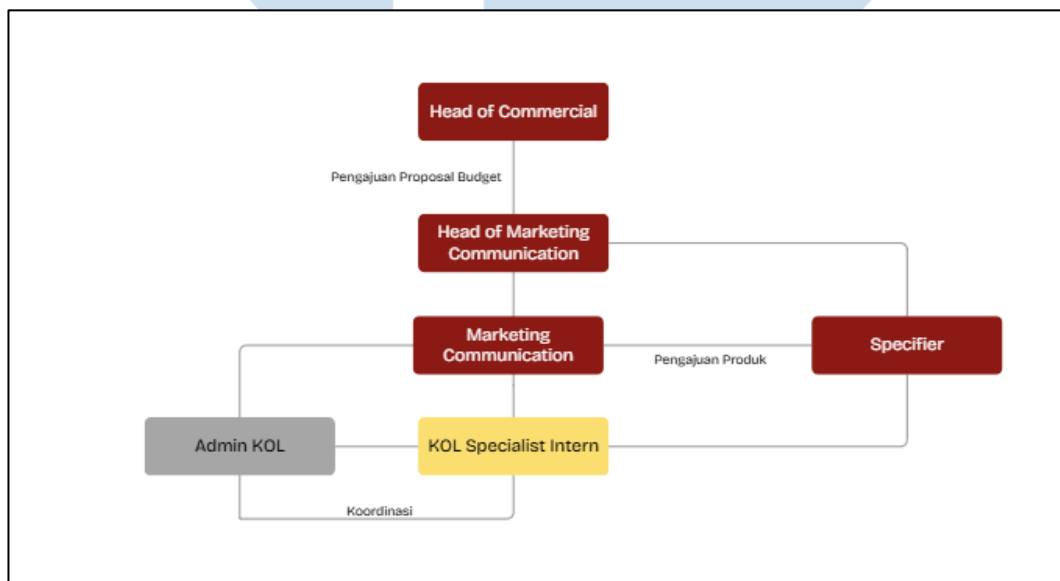 Head of Commercial
Pengajuan Proposal Budget
Head of Marketing
Communication
Marketing
Communication
Pengajuan Produk
Specifier
Admin KOL
KOL Specialist Intern
Koordinasi